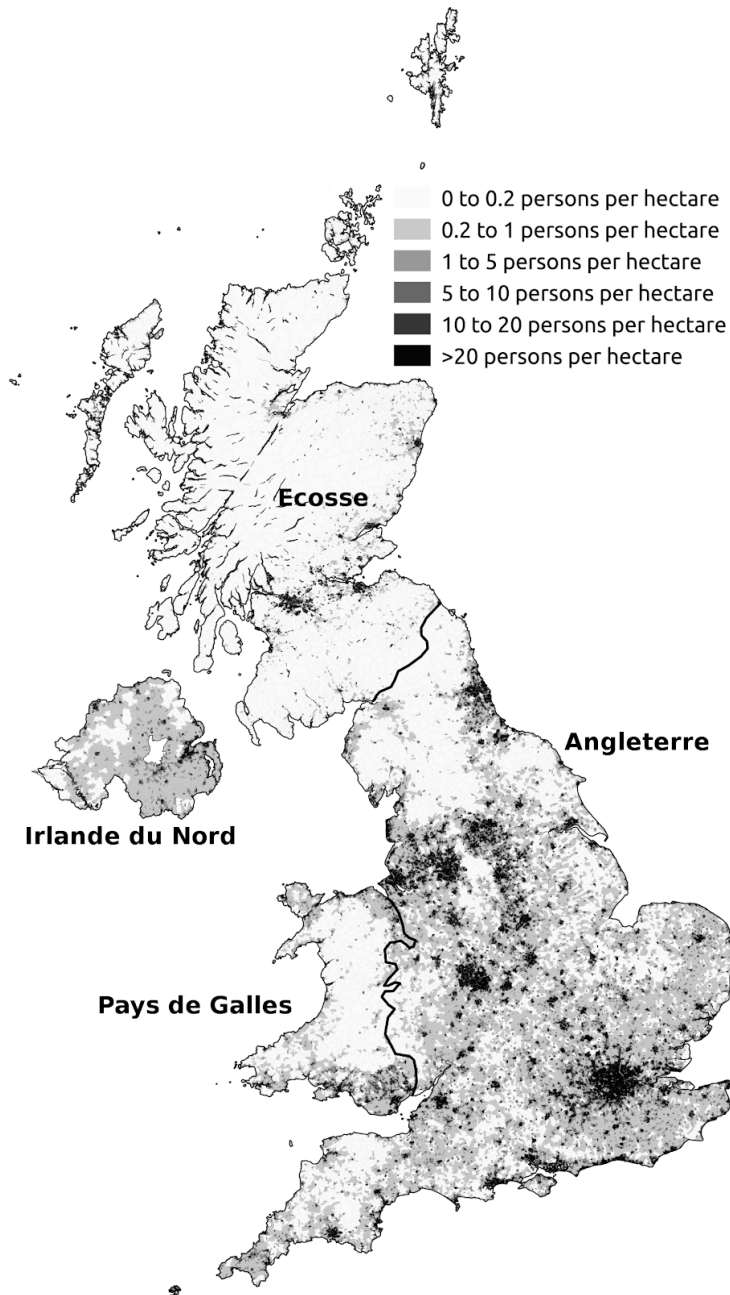 0 to 0.2 persons per hectare
0.2 to 1 persons per hectare
1 to 5 persons per hectare
5 to 10 persons per hectare
10 to 20 persons per hectare
>20 persons per hectare
Ecosse
Angleterre
Irlande du Nord
Pays de Galles